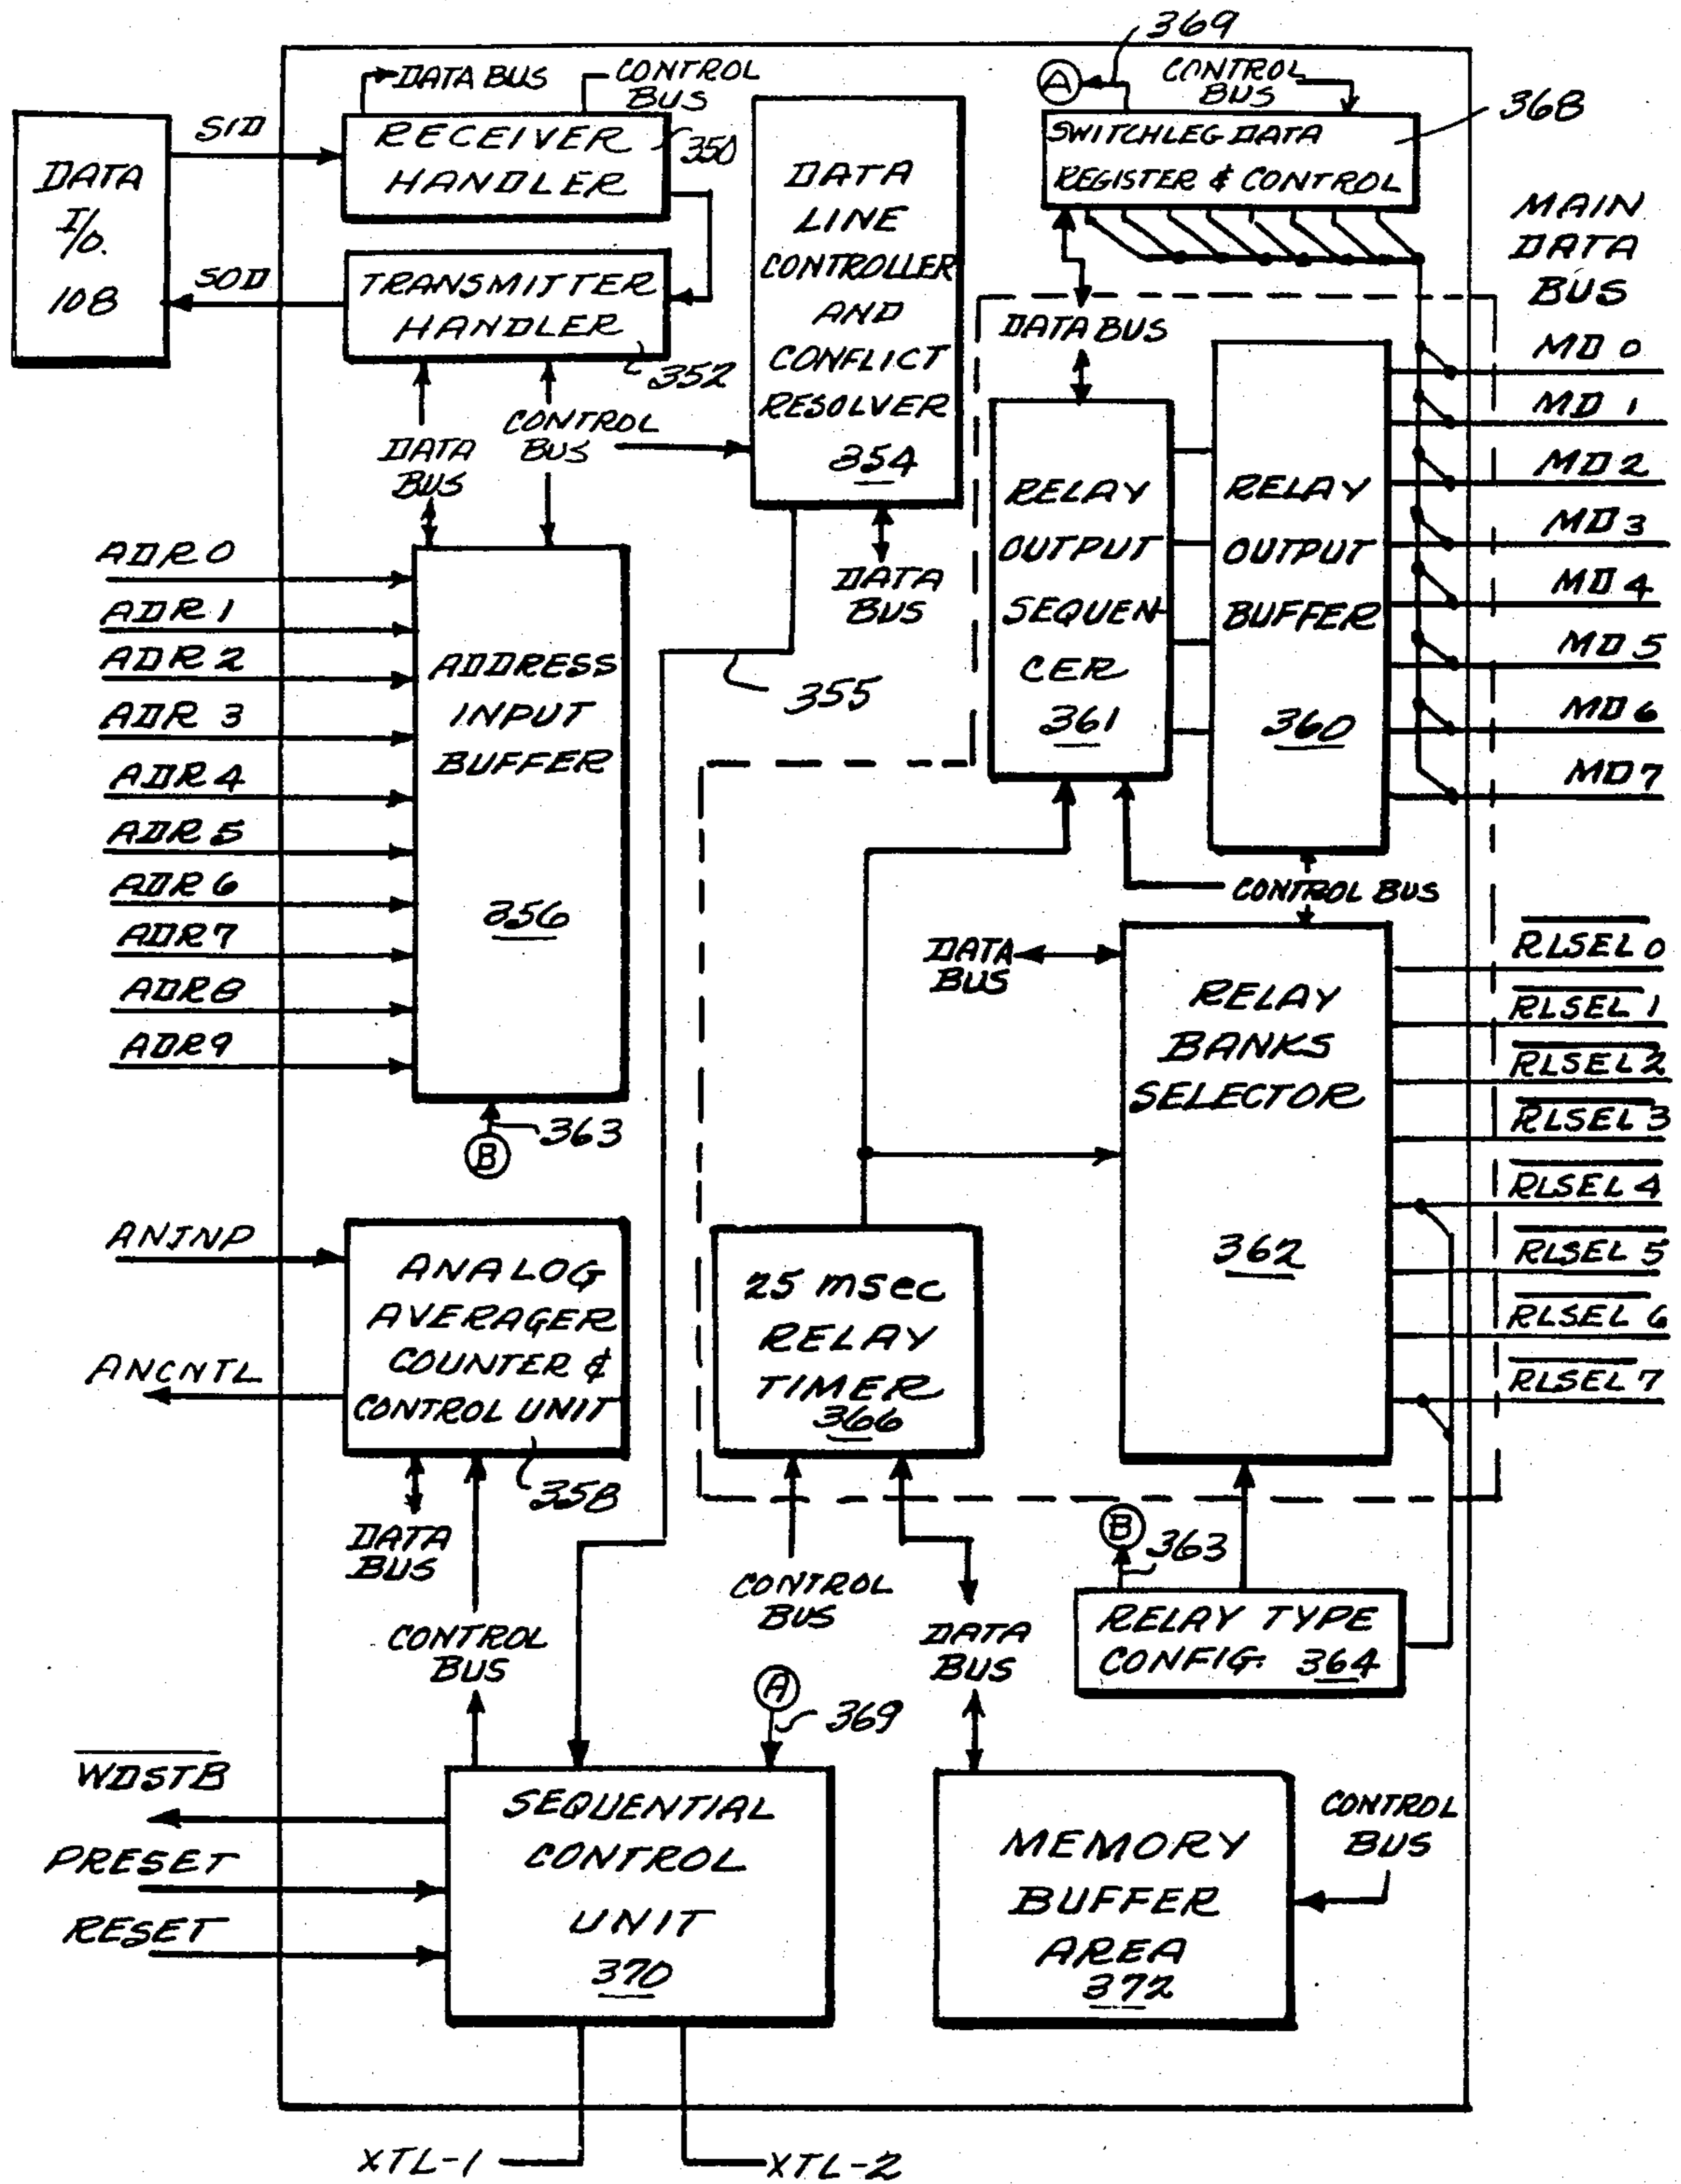 369
DATA BUS
CONTROL
BUS
A
CONTROL
BUS
368
SID
RECEIVER
HANDLER
350
DATA
I/O.
108
SOD
TRANSMITTER
HANDLER
352
DATA
LINE
CONTROLLER
AND
CONFLICT
RESOLVER
354
SWITCHLEG DATA
REGISTER & CONTROL
MAIN
DATA
BUS
DATA BUS
DATA
BUS
CONTROL
BUS
DATA
BUS
355
RELAY
OUTPUT
SEQUEN-
CER
361
RELAY
OUTPUT
BUFFER
360
MD 0
MD 1
MD 2
MD 3
MD 4
MD 5
MD 6
MD 7
ADR 0
ADR 1
ADR 2
ADR 3
ADR 4
ADR 5
ADR 6
ADR 7
ADR 8
ADR 9
ADDRESS
INPUT
BUFFER
356
B
363
CONTROL BUS
DATA
BUS
RELAY
BANKS
SELECTOR
362
RLSEL 0
RLSEL 1
RLSEL 2
RLSEL 3
RLSEL 4
RLSEL 5
RLSEL 6
RLSEL 7
ANINP
ANCNTL
ANALOG
AVERAGER
COUNTER &
CONTROL UNIT
358
25 msec
RELAY
TIMER
366
DATA
BUS
CONTROL
BUS
CONTROL
BUS
DATA
BUS
B
363
RELAY TYPE
CONFIG. 364
A
369
WDSTB
PRESET
RESET
SEQUENTIAL
CONTROL
UNIT
370
MEMORY
BUFFER
AREA
372
CONTROL
BUS
XTL-1
XTL-2